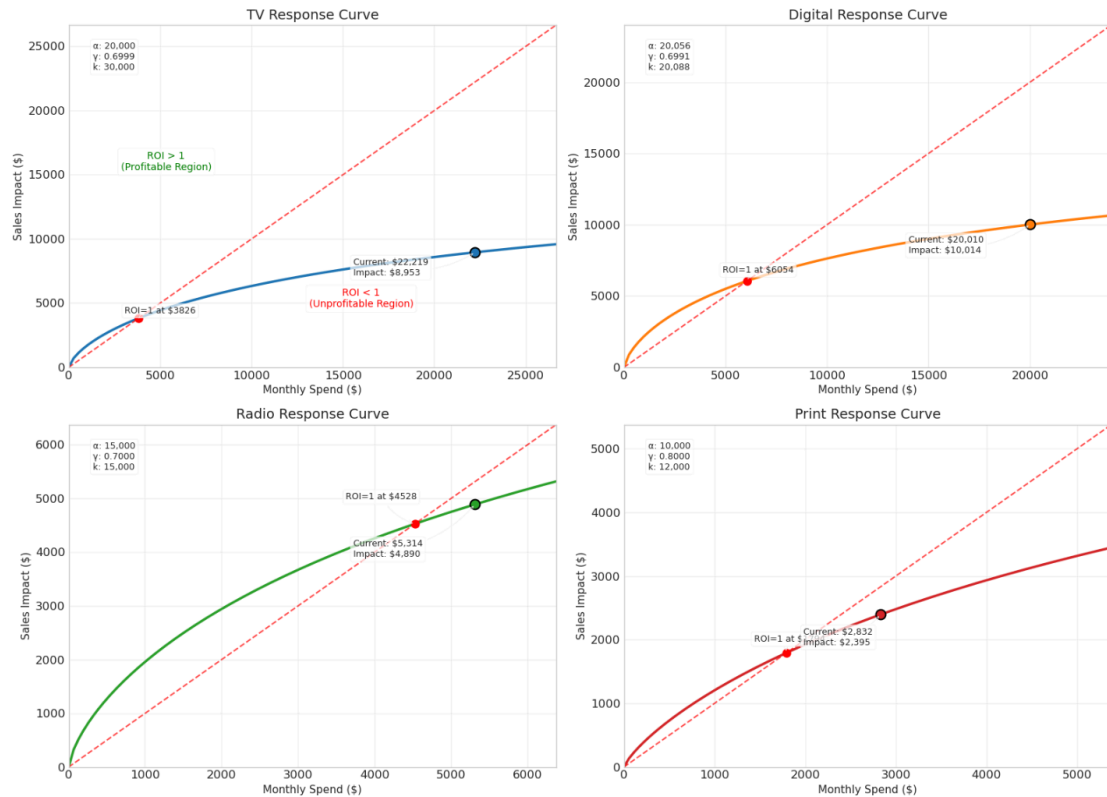 TV Response Curve
α: 20,000
γ: 0.6999
k: 30,000
ROI > 1
(Profitable Region)
Current: $22,219
Impact: $8,953
ROI < 1
(Unprofitable Region)
ROI=1 at $3826
Sales Impact ($)
25000
20000
15000
10000
5000
0
0 5000 10000 15000 20000 25000
Monthly Spend ($)
Digital Response Curve
α: 20,056
γ: 0.6991
k: 20,088
Current: $20,010
Impact: $10,014
ROI=1 at $6054
Sales Impact ($)
20000
15000
10000
5000
0
0 5000 10000 15000 20000
Monthly Spend ($)
Radio Response Curve
α: 15,000
γ: 0.7000
k: 15,000
ROI=1 at $4528
Current: $5,314
Impact: $4,890
Sales Impact ($)
6000
5000
4000
3000
2000
1000
0
0 1000 2000 3000 4000 5000 6000
Monthly Spend ($)
Print Response Curve
α: 10,000
γ: 0.8000
k: 12,000
ROI=1 at $
Current: $2,832
Impact: $2,395
Sales Impact ($)
5000
4000
3000
2000
1000
0
0 1000 2000 3000 4000 5000
Monthly Spend ($)